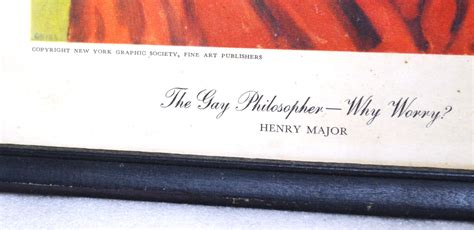 COPYRIGHT NEW YORK GRAPHIC SOCIETY, FINE ART PUBLISHERS
The Gay Philosopher—Why Worry?
HENRY MAJOR